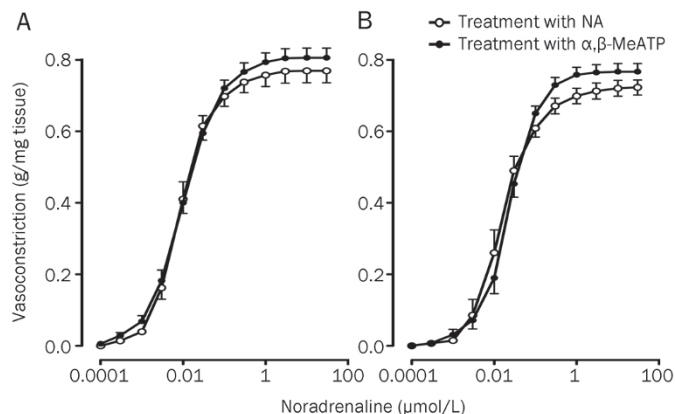 A
B
Treatment with NA
Treatment with α,β-MeATP
0.8
0.6
0.4
0.2
0.0
0.0001 0.01 1 100
0.8
0.6
0.4
0.2
0.0
0.0001 0.01 1 100
Vasoconstriction (g/mg tissue)
Noradrenaline (μmol/L)